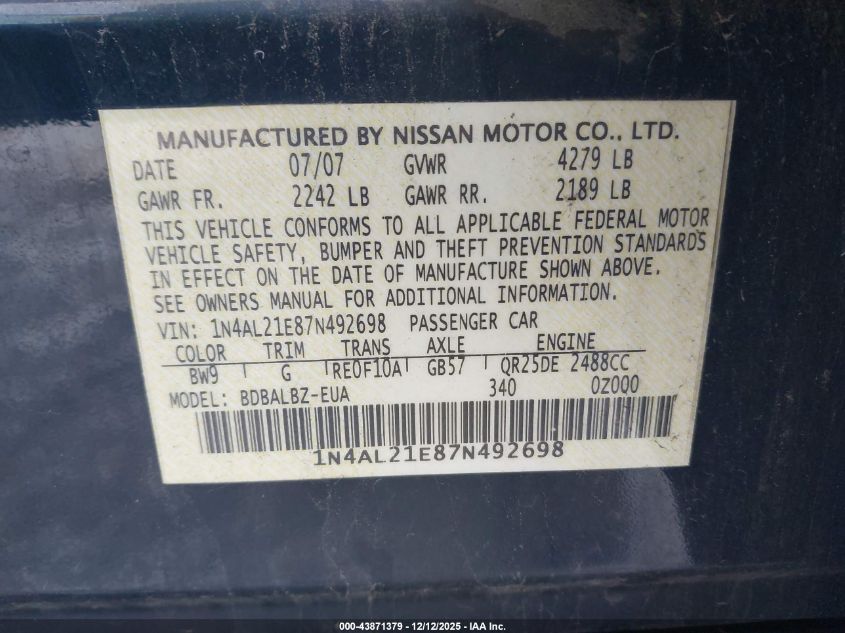 MANUFACTURED BY NISSAN MOTOR CO., LTD.
DATE 07/07 GVWR 4279 LB
GAWR FR. 2242 LB GAWR RR. 2189 LB
THIS VEHICLE CONFORMS TO ALL APPLICABLE FEDERAL MOTOR
VEHICLE SAFETY, BUMPER AND THEFT PREVENTION STANDARDS
IN EFFECT ON THE DATE OF MANUFACTURE SHOWN ABOVE.
SEE OWNERS MANUAL FOR ADDITIONAL INFORMATION.
VIN: 1N4AL21E87N492698 PASSENGER CAR
COLOR TRIM TRANS AXLE ENGINE
BW9 G RE0F10A GB57 QR25DE 2488CC
MODEL: BDBALBZ-EUA 340 0Z000
1N4AL21E87N492698
000-43871379 - 12/12/2025 - IAA Inc.